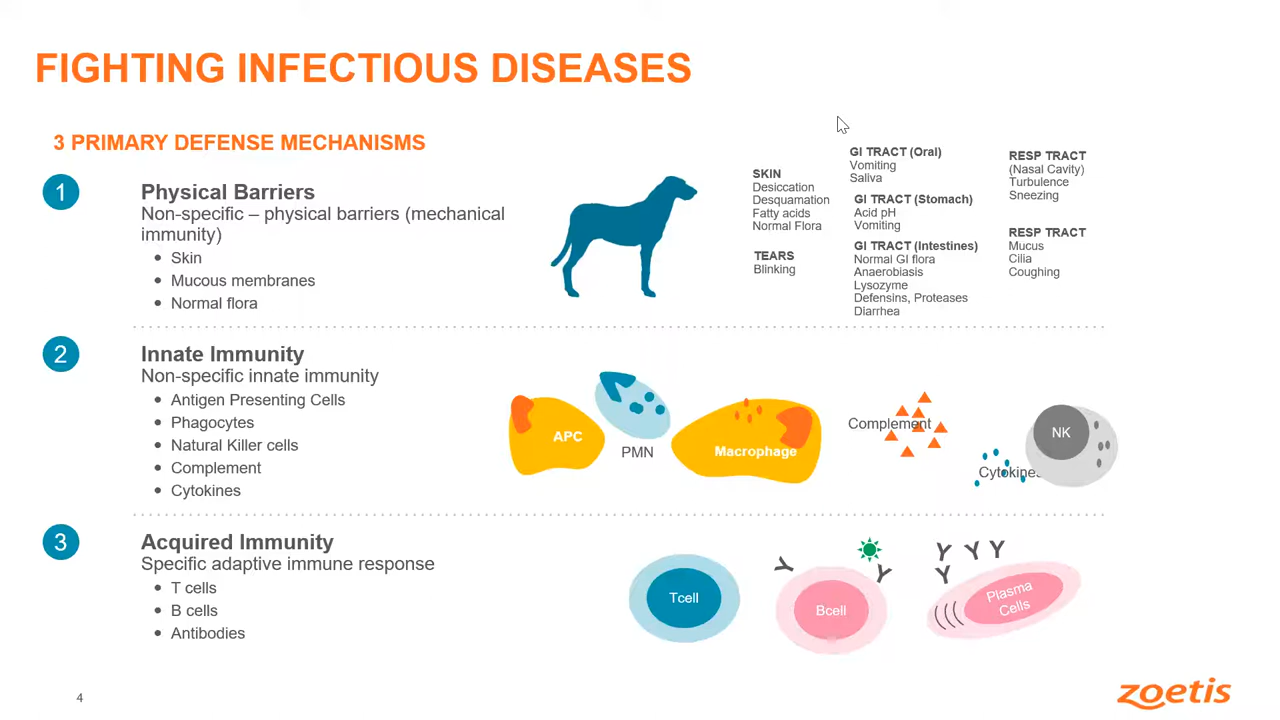 FIGHTING INFECTIOUS DISEASES
3 PRIMARY DEFENSE MECHANISMS
1
Physical Barriers
Non-specific – physical barriers (mechanical
immunity)
• Skin
• Mucous membranes
• Normal flora
SKIN
Desiccation
Desquamation
Fatty acids
Normal Flora
TEARS
Blinking
GI TRACT (Oral)
Vomiting
Saliva
GI TRACT (Stomach)
Acid pH
Vomiting
GI TRACT (Intestines)
Normal GI flora
Anaerobiasis
Lysozyme
Defensins, Proteases
Diarrhea
RESP TRACT
(Nasal Cavity)
Turbulence
Sneezing
RESP TRACT
Mucus
Cilia
Coughing
2
Innate Immunity
Non-specific innate immunity
• Antigen Presenting Cells
• Phagocytes
• Natural Killer cells
• Complement
• Cytokines
APC
PMN
Macrophage
Complement
Cytokines
NK
3
Acquired Immunity
Specific adaptive immune response
• T cells
• B cells
• Antibodies
Tcell
Bcell
Plasma
Cells
4
zoetis